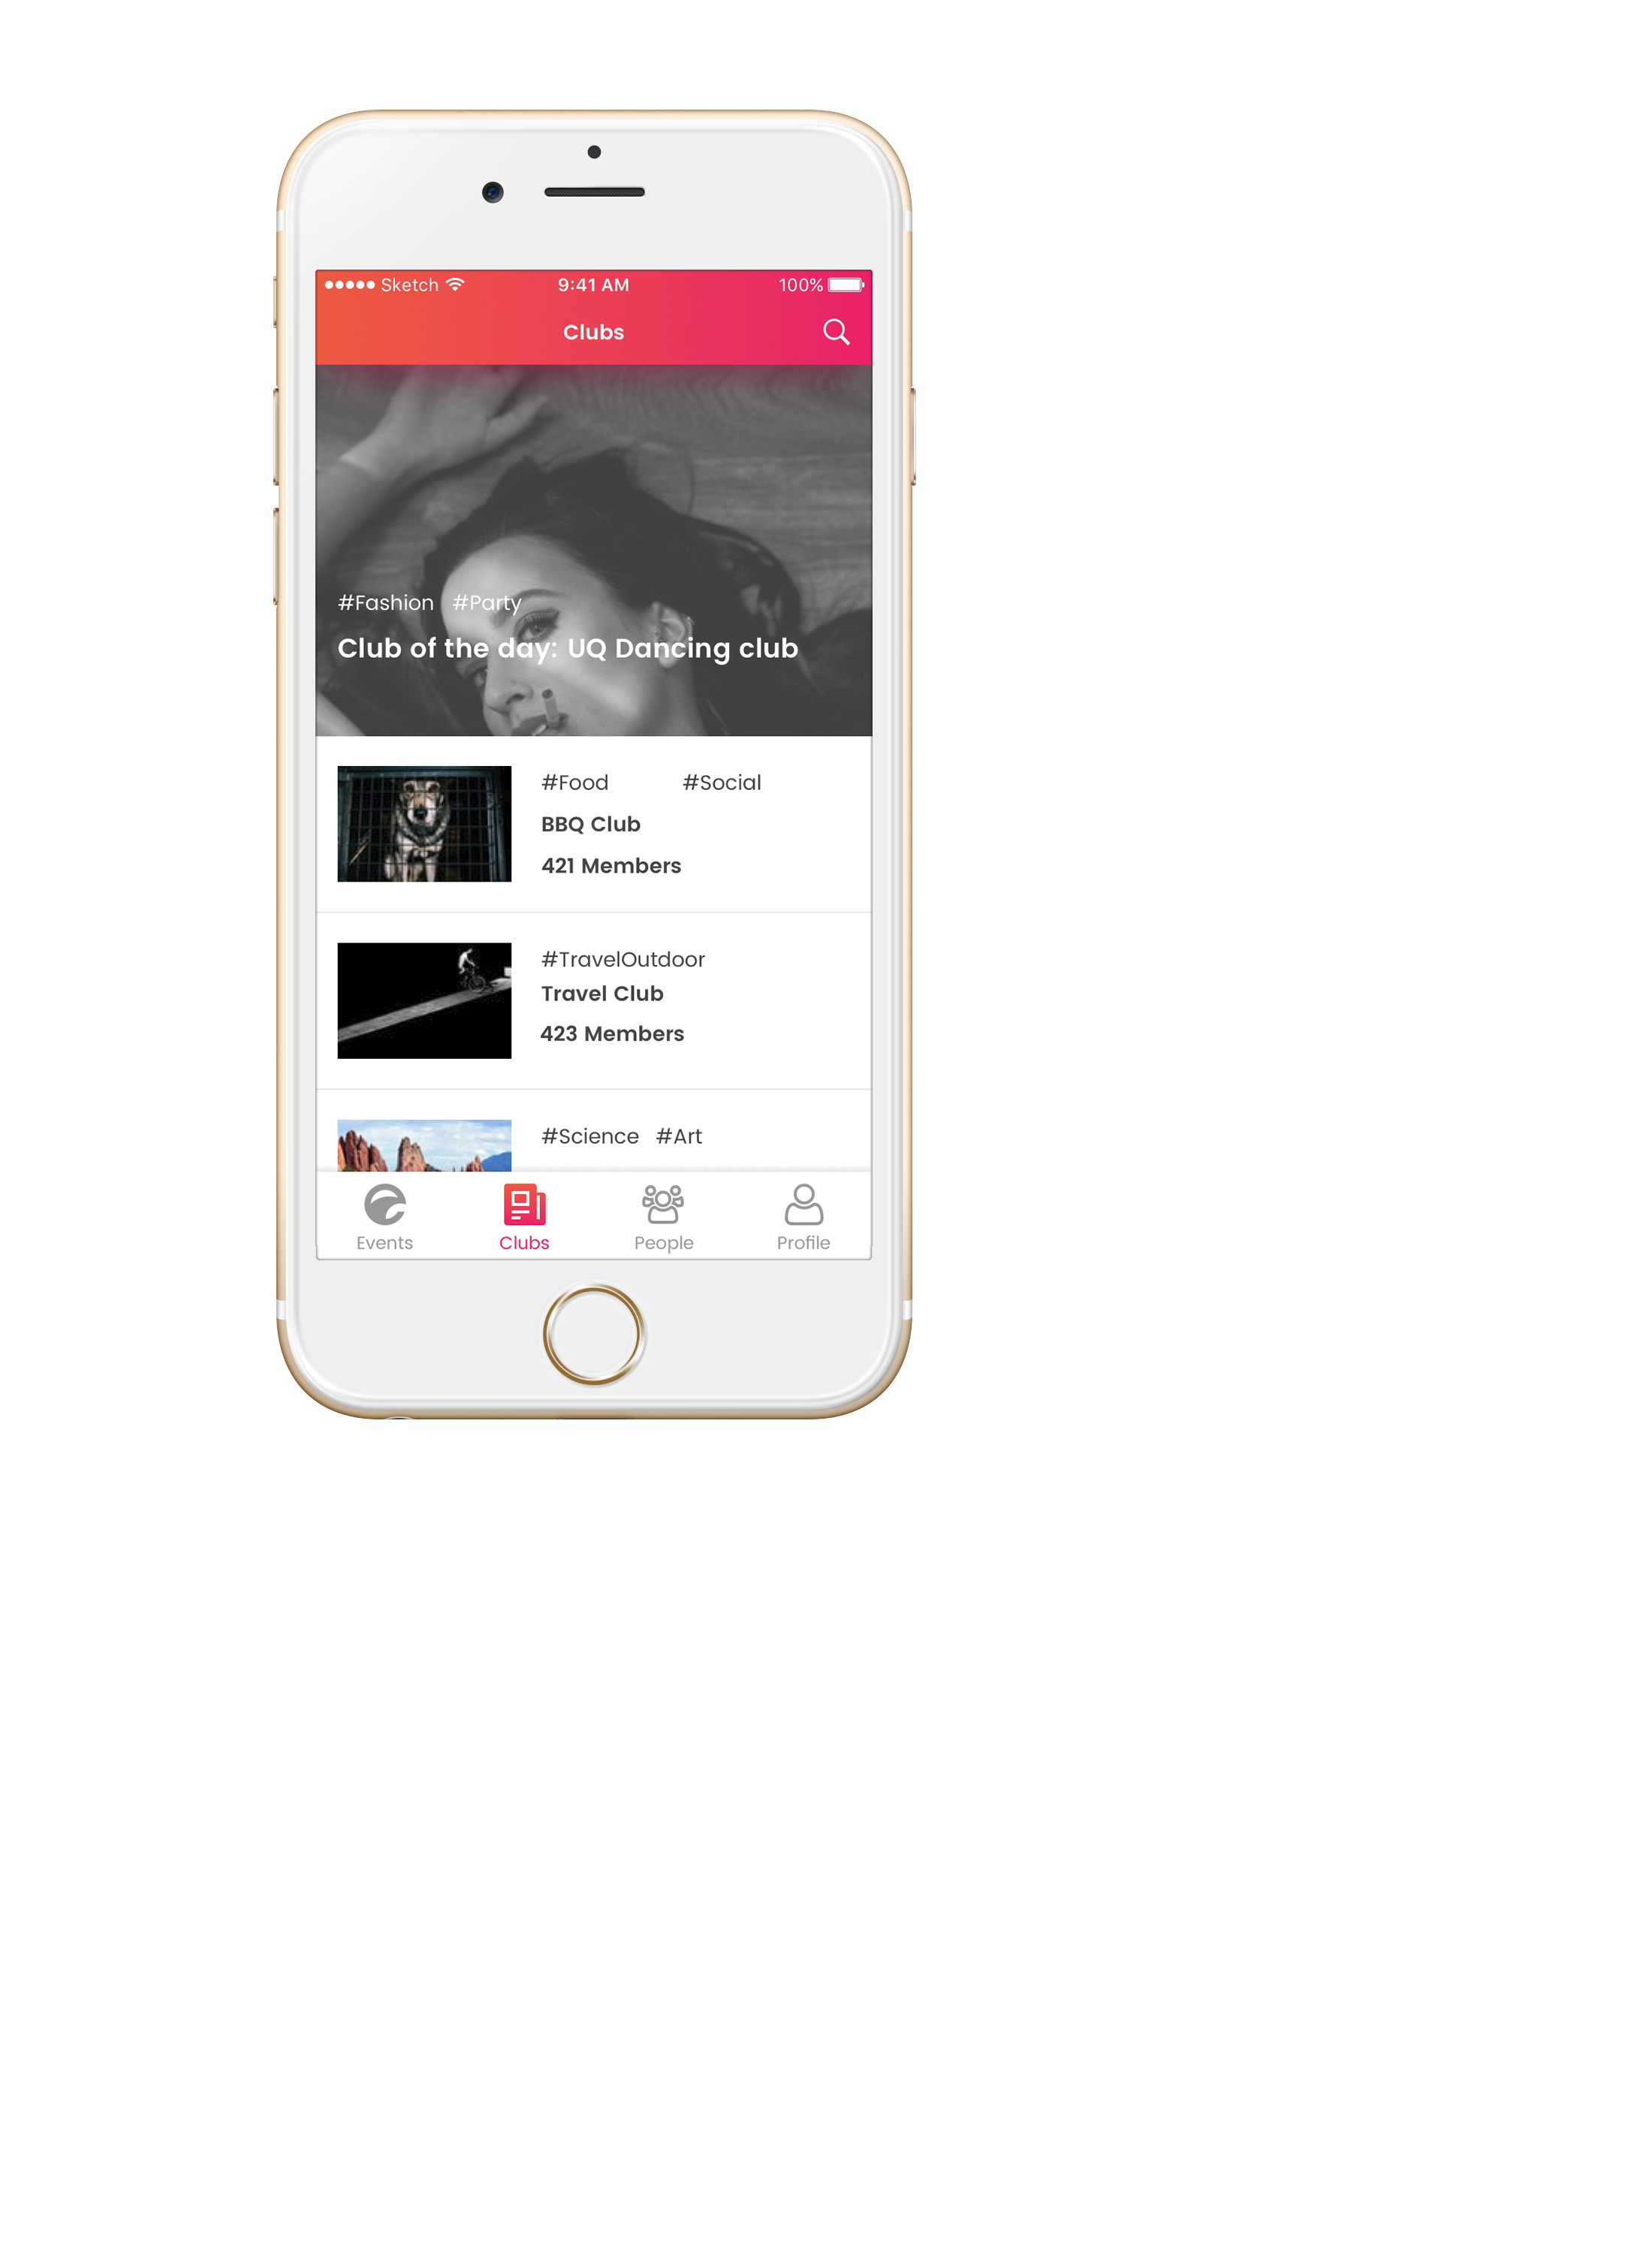 Sketch 9:41 AM 100%
Clubs
#Fashion #Party
Club of the day: UQ Dancing club
#Food #Social
BBQ Club
421 Members
#TravelOutdoor
Travel Club
423 Members
#Science #Art
Events Clubs People Profile